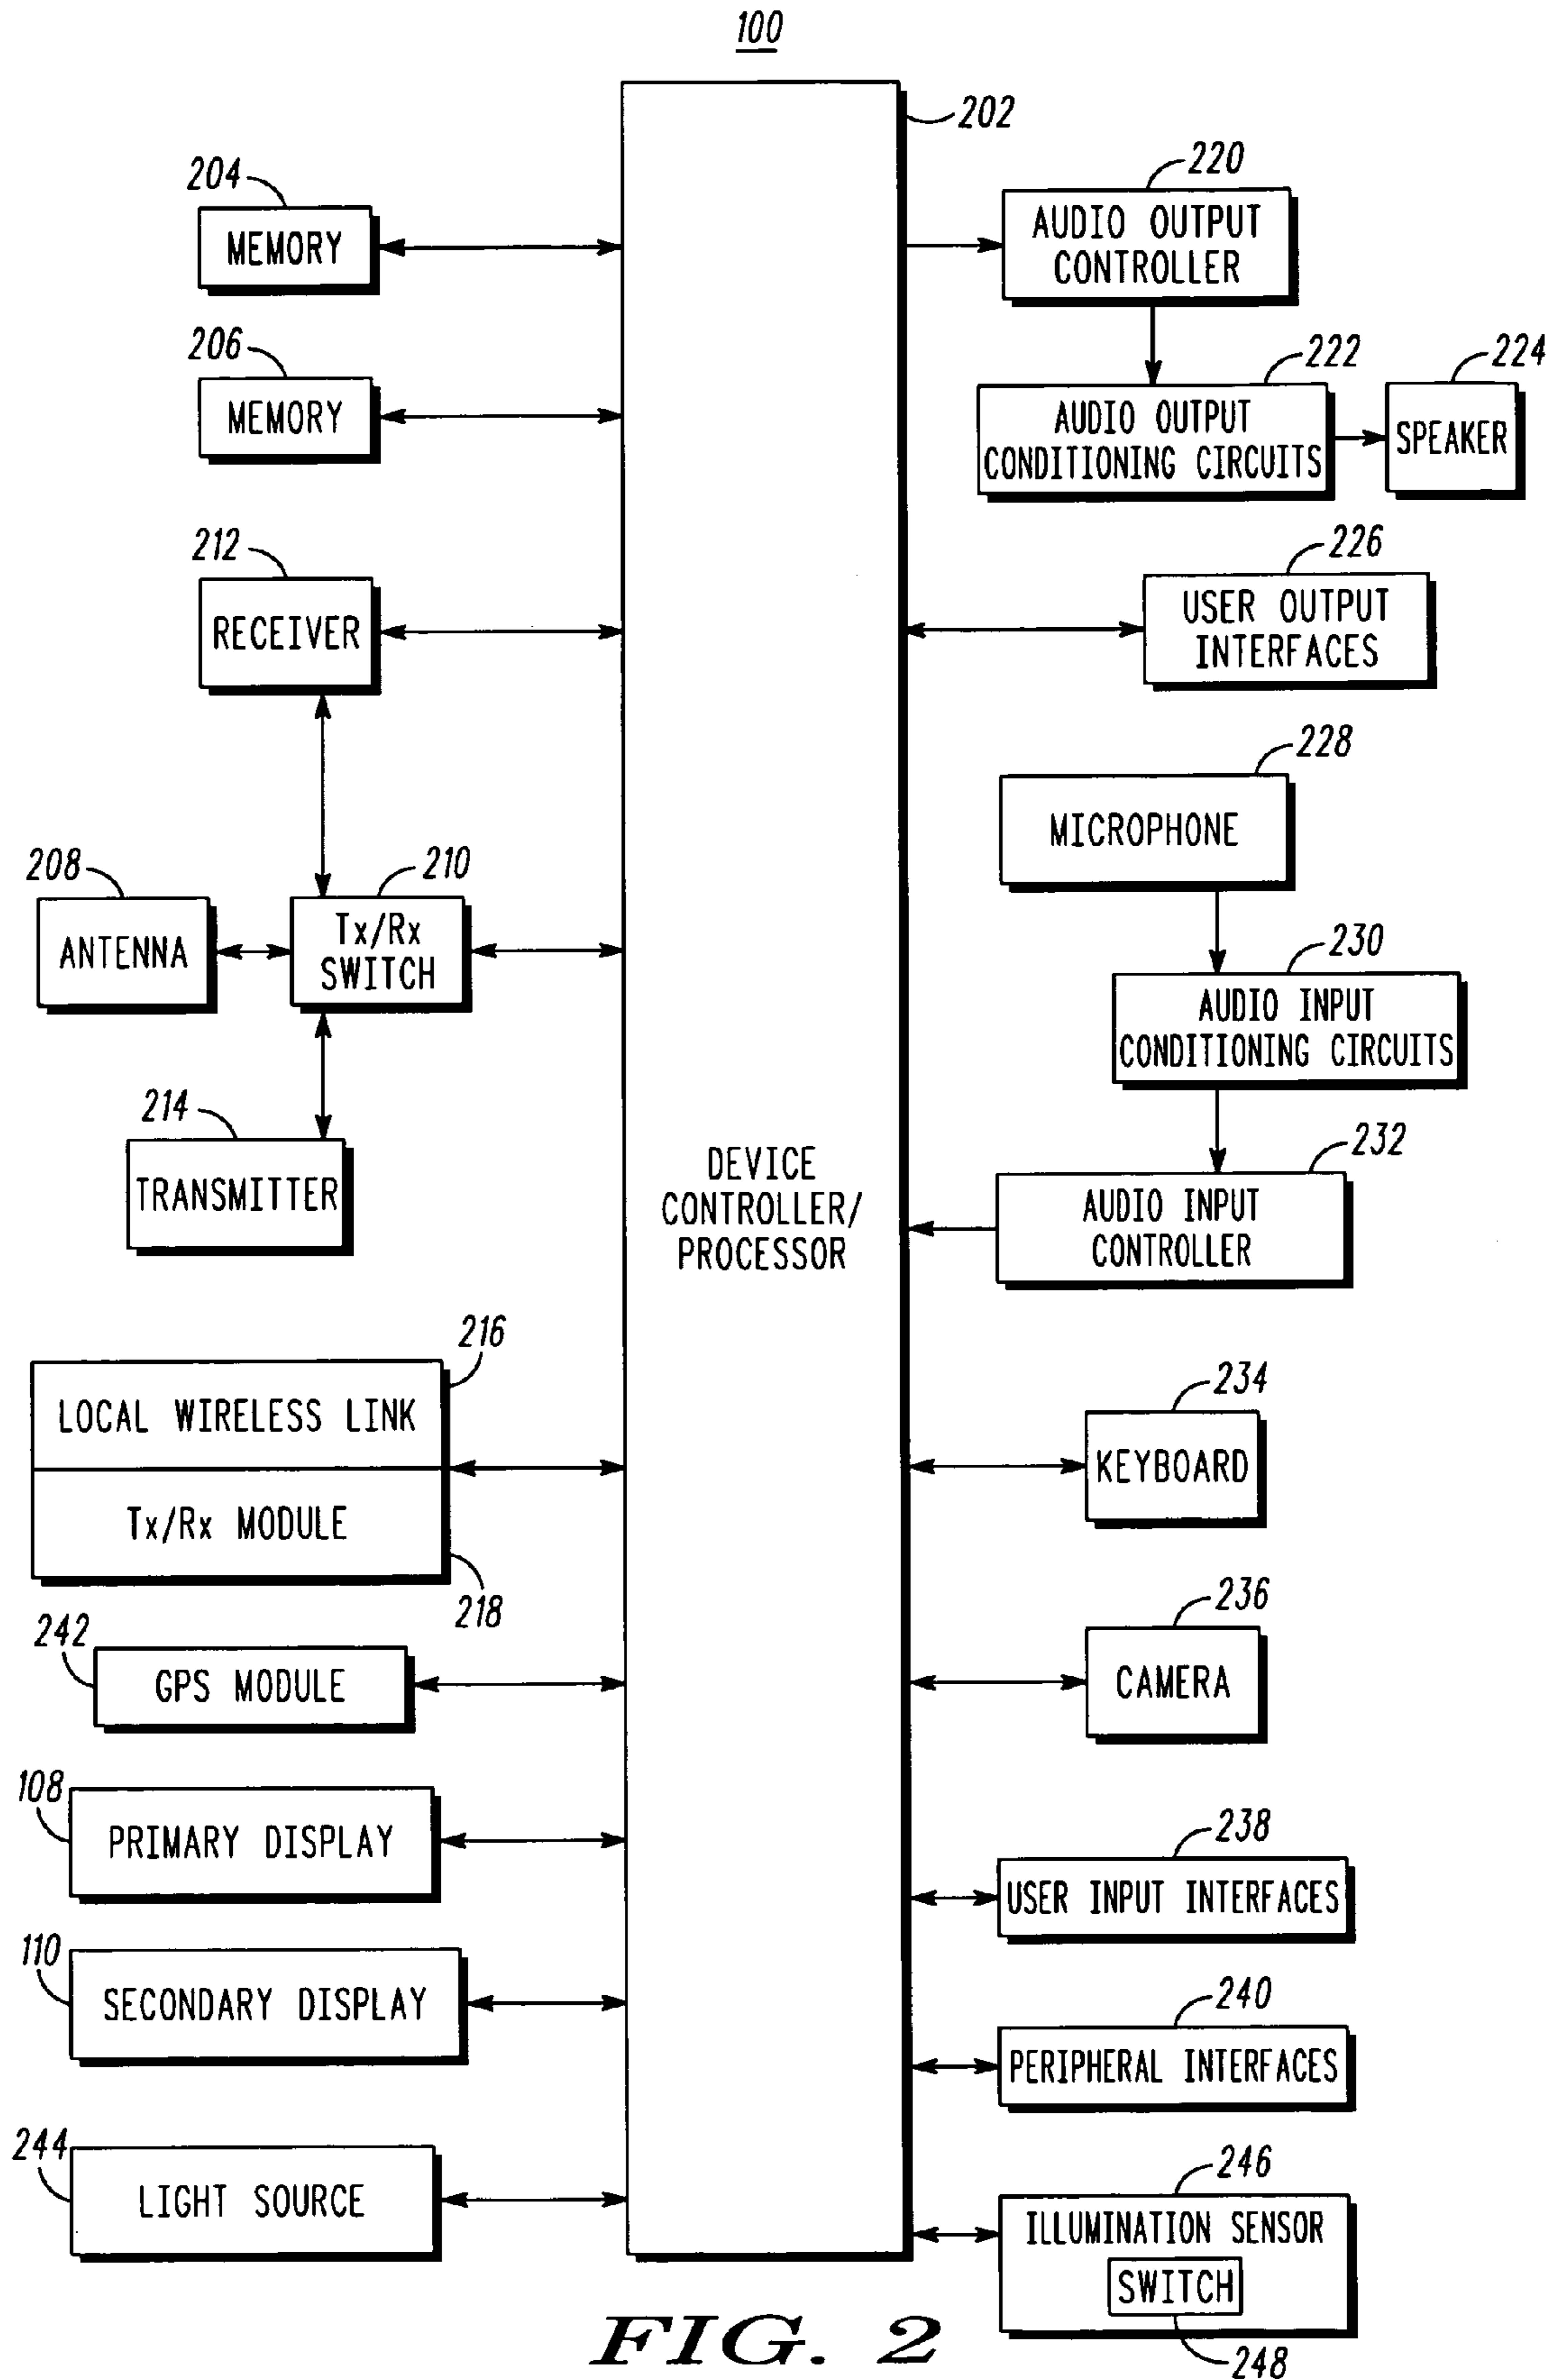 100
202
204
MEMORY
206
MEMORY
212
RECEIVER
208
ANTENNA
210
Tx/Rx
SWITCH
214
TRANSMITTER
216
LOCAL WIRELESS LINK
Tx/Rx MODULE
218
242
GPS MODULE
108
PRIMARY DISPLAY
110
SECONDARY DISPLAY
244
LIGHT SOURCE
DEVICE
CONTROLLER/
PROCESSOR
220
AUDIO OUTPUT
CONTROLLER
222
AUDIO OUTPUT
CONDITIONING CIRCUITS
224
SPEAKER
226
USER OUTPUT
INTERFACES
228
MICROPHONE
230
AUDIO INPUT
CONDITIONING CIRCUITS
232
AUDIO INPUT
CONTROLLER
234
KEYBOARD
236
CAMERA
238
USER INPUT INTERFACES
240
PERIPHERAL INTERFACES
246
ILLUMINATION SENSOR
SWITCH
248
FIG. 2